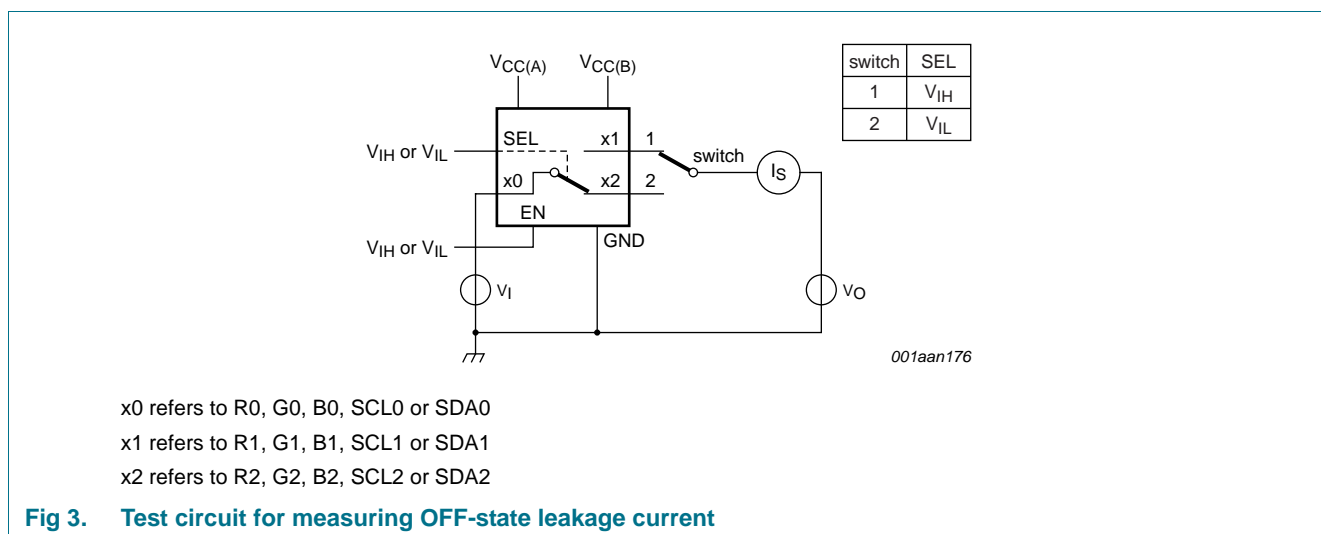 VCC(A) VCC(B)
switch SEL
1 VIH
2 VIL
SEL x1 1
VIH or VIL
switch
IS
x0 x2 2
EN
VIH or VIL
GND
VI
VO
001aan176
x0 refers to R0, G0, B0, SCL0 or SDA0
x1 refers to R1, G1, B1, SCL1 or SDA1
x2 refers to R2, G2, B2, SCL2 or SDA2
Fig 3. Test circuit for measuring OFF-state leakage current